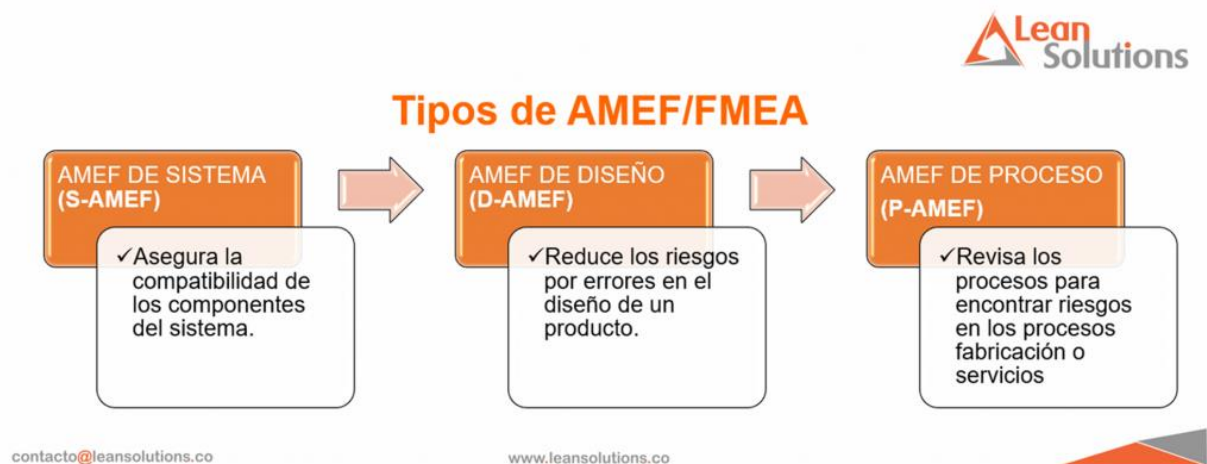 Lean
Solutions
Tipos de AMEF/FMEA
AMEF DE SISTEMA
(S-AMEF)
✓Asegura la
compatibilidad de
los componentes
del sistema.
AMEF DE DISEÑO
(D-AMEF)
✓Reduce los riesgos
por errores en el
diseño de un
producto.
AMEF DE PROCESO
(P-AMEF)
✓Revisa los
procesos para
encontrar riesgos
en los procesos
fabricación o
servicios
contacto@leansolutions.co
www.leansolutions.co